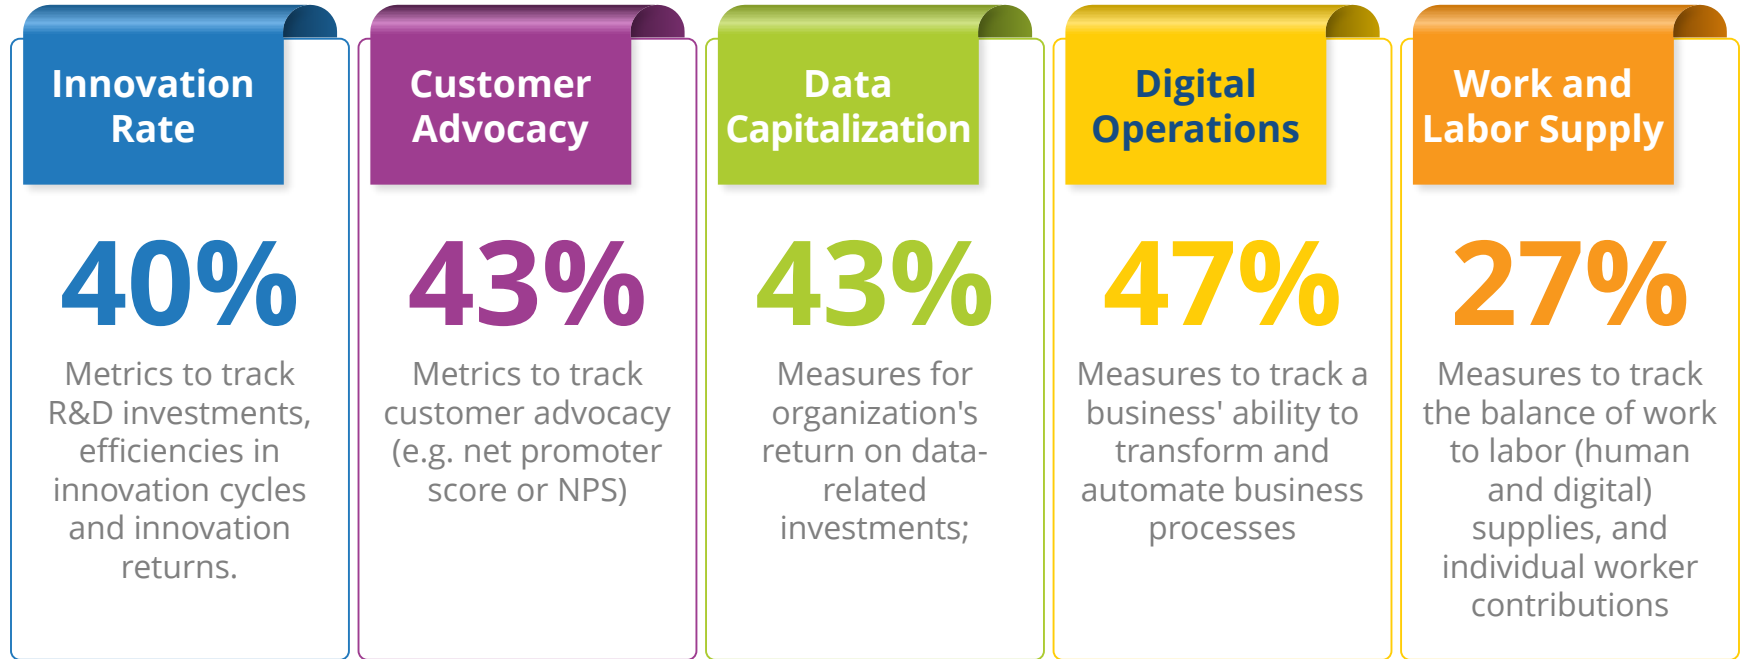 Innovation
Rate
40%
Metrics to track
R&D investments,
efficiencies in
innovation cycles
and innovation
returns.
Customer
Advocacy
43%
Metrics to track
customer advocacy
(e.g. net promoter
score or NPS)
Data
Capitalization
43%
Measures for
organization's
return on data-
related
investments;
Digital
Operations
47%
Measures to track a
business' ability to
transform and
automate business
processes
Work and
Labor Supply
27%
Measures to track
the balance of work
to labor (human
and digital)
supplies, and
individual worker
contributions